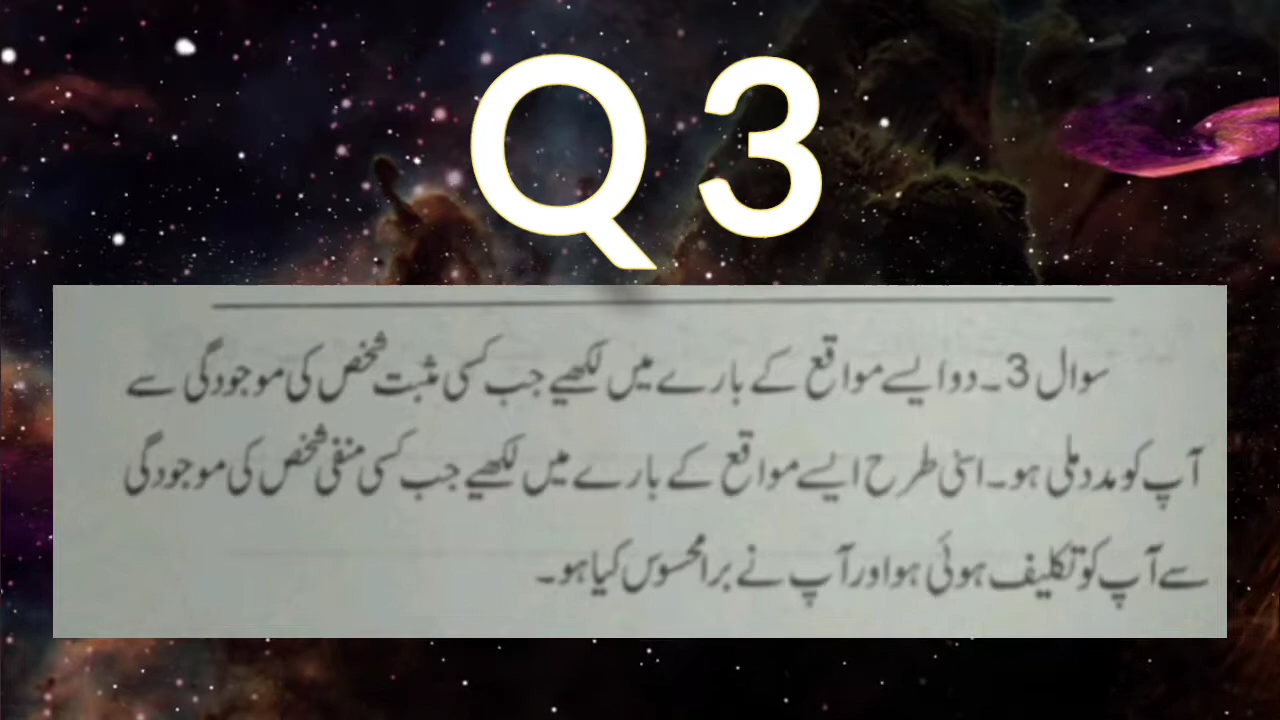 Q 3
سوال 3۔ دو ایسے مواقع کے بارے میں لکھیے جب کسی مثبت شخص کی موجودگی سے
آپ کو مدد ملی ہو۔ اسی طرح ایسے مواقع کے بارے میں لکھیے جب کسی منفی شخص کی موجودگی
سے آپ کو تکلیف ہوئی ہو اور آپ نے برا محسوس کیا ہو۔